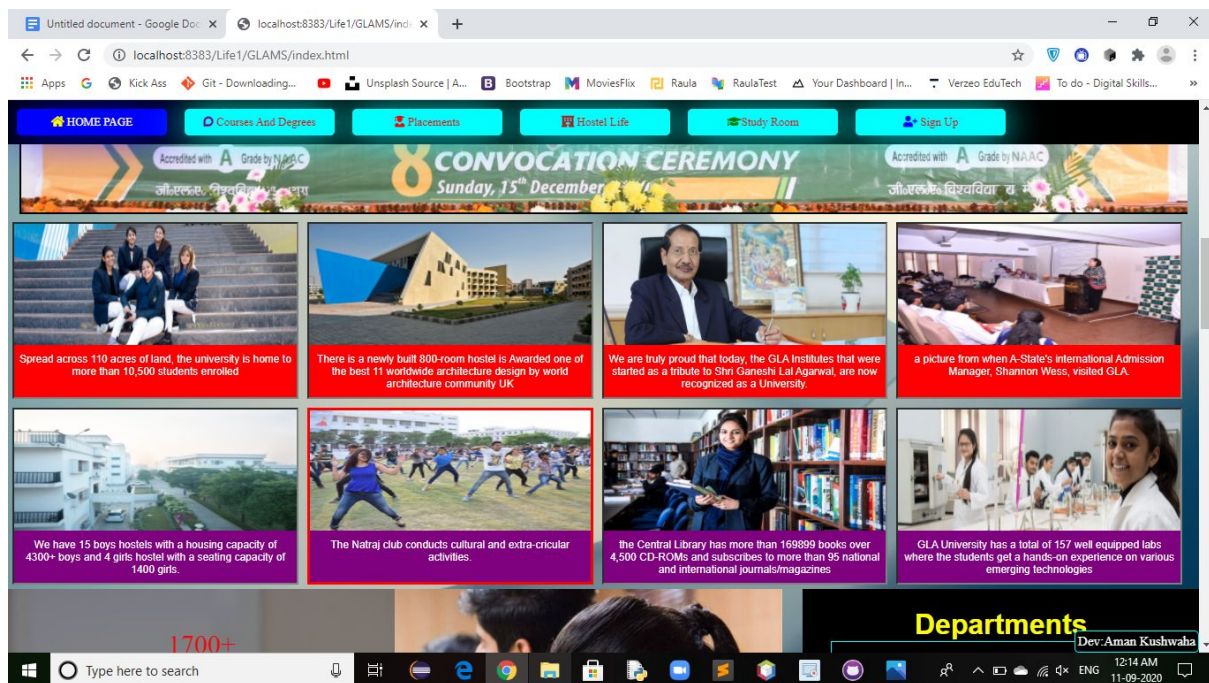 Untitled document - Google Doc
localhost:8383/Life1/GLAMS/inde
localhost:8383/Life1/GLAMS/index.html
Apps
Kick Ass
Git - Downloading...
Unsplash Source | A...
Bootstrap
MoviesFlix
Raula
RaulaTest
Your Dashboard | In...
Verzeo EduTech
To do - Digital Skills...
HOME PAGE
Courses And Degrees
Placements
Hostel Life
Study Room
Sign Up
Accredited with A Grade by NAAC
8 CONVOCATION CEREMONY
Sunday, 15th December
Accredited with A Grade by NAAC
Spread across 110 acres of land, the university is home to
more than 10,500 students enrolled
There is a newly built 800-room hostel is Awarded one of
the best 11 worldwide architecture design by world
architecture community UK
We are truly proud that today, the GLA Institutes that were
started as a tribute to Shri Ganeshi Lal Agarwal, are now
recognized as a University.
a picture from when A-State's international Admission
Manager, Shannon Wess, visited GLA.
We have 15 boys hostels with a housing capacity of
4300+ boys and 4 girls hostel with a seating capacity of
1400 girls.
The Natraj club conducts cultural and extra-cricular
activities.
the Central Library has more than 169899 books over
4,500 CD-ROMs and subscribes to more than 95 national
and international journals/magazines
GLA University has a total of 157 well equipped labs
where the students get a hands-on experience on various
emerging technologies
1700+
Departments
Dev:Aman Kushwaha
Type here to search
ENG
12:14 AM
11-09-2020